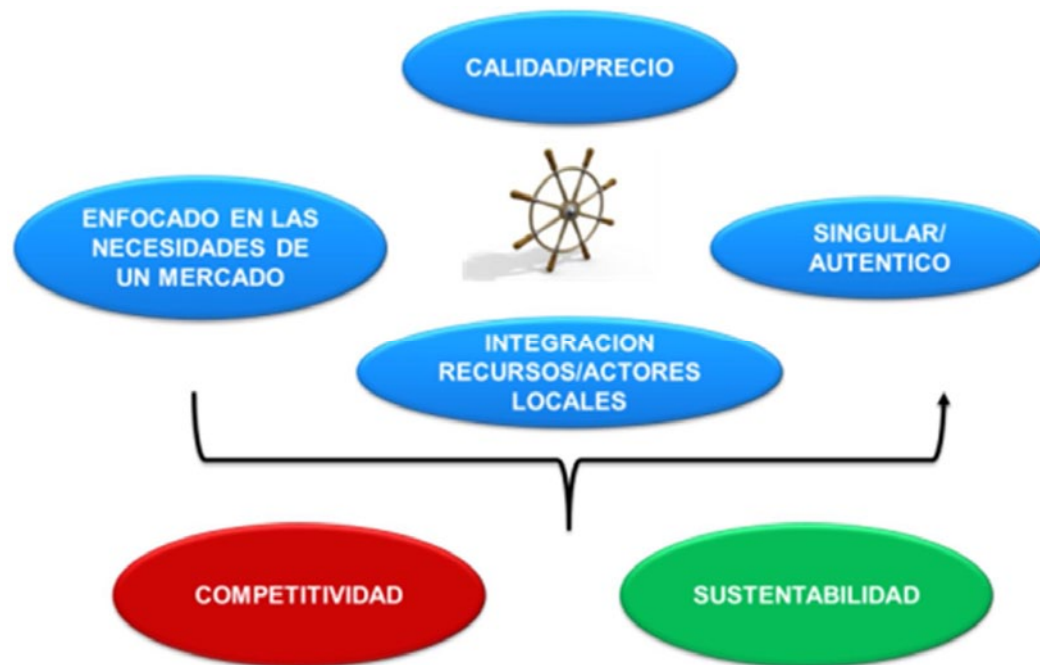 CALIDAD/PRECIO
ENFOCADO EN LAS
NECESIDADES DE
UN MERCADO
SINGULAR/
AUTENTICO
INTEGRACION
RECURSOS/ACTORES
LOCALES
COMPETITIVIDAD
SUSTENTABILIDAD